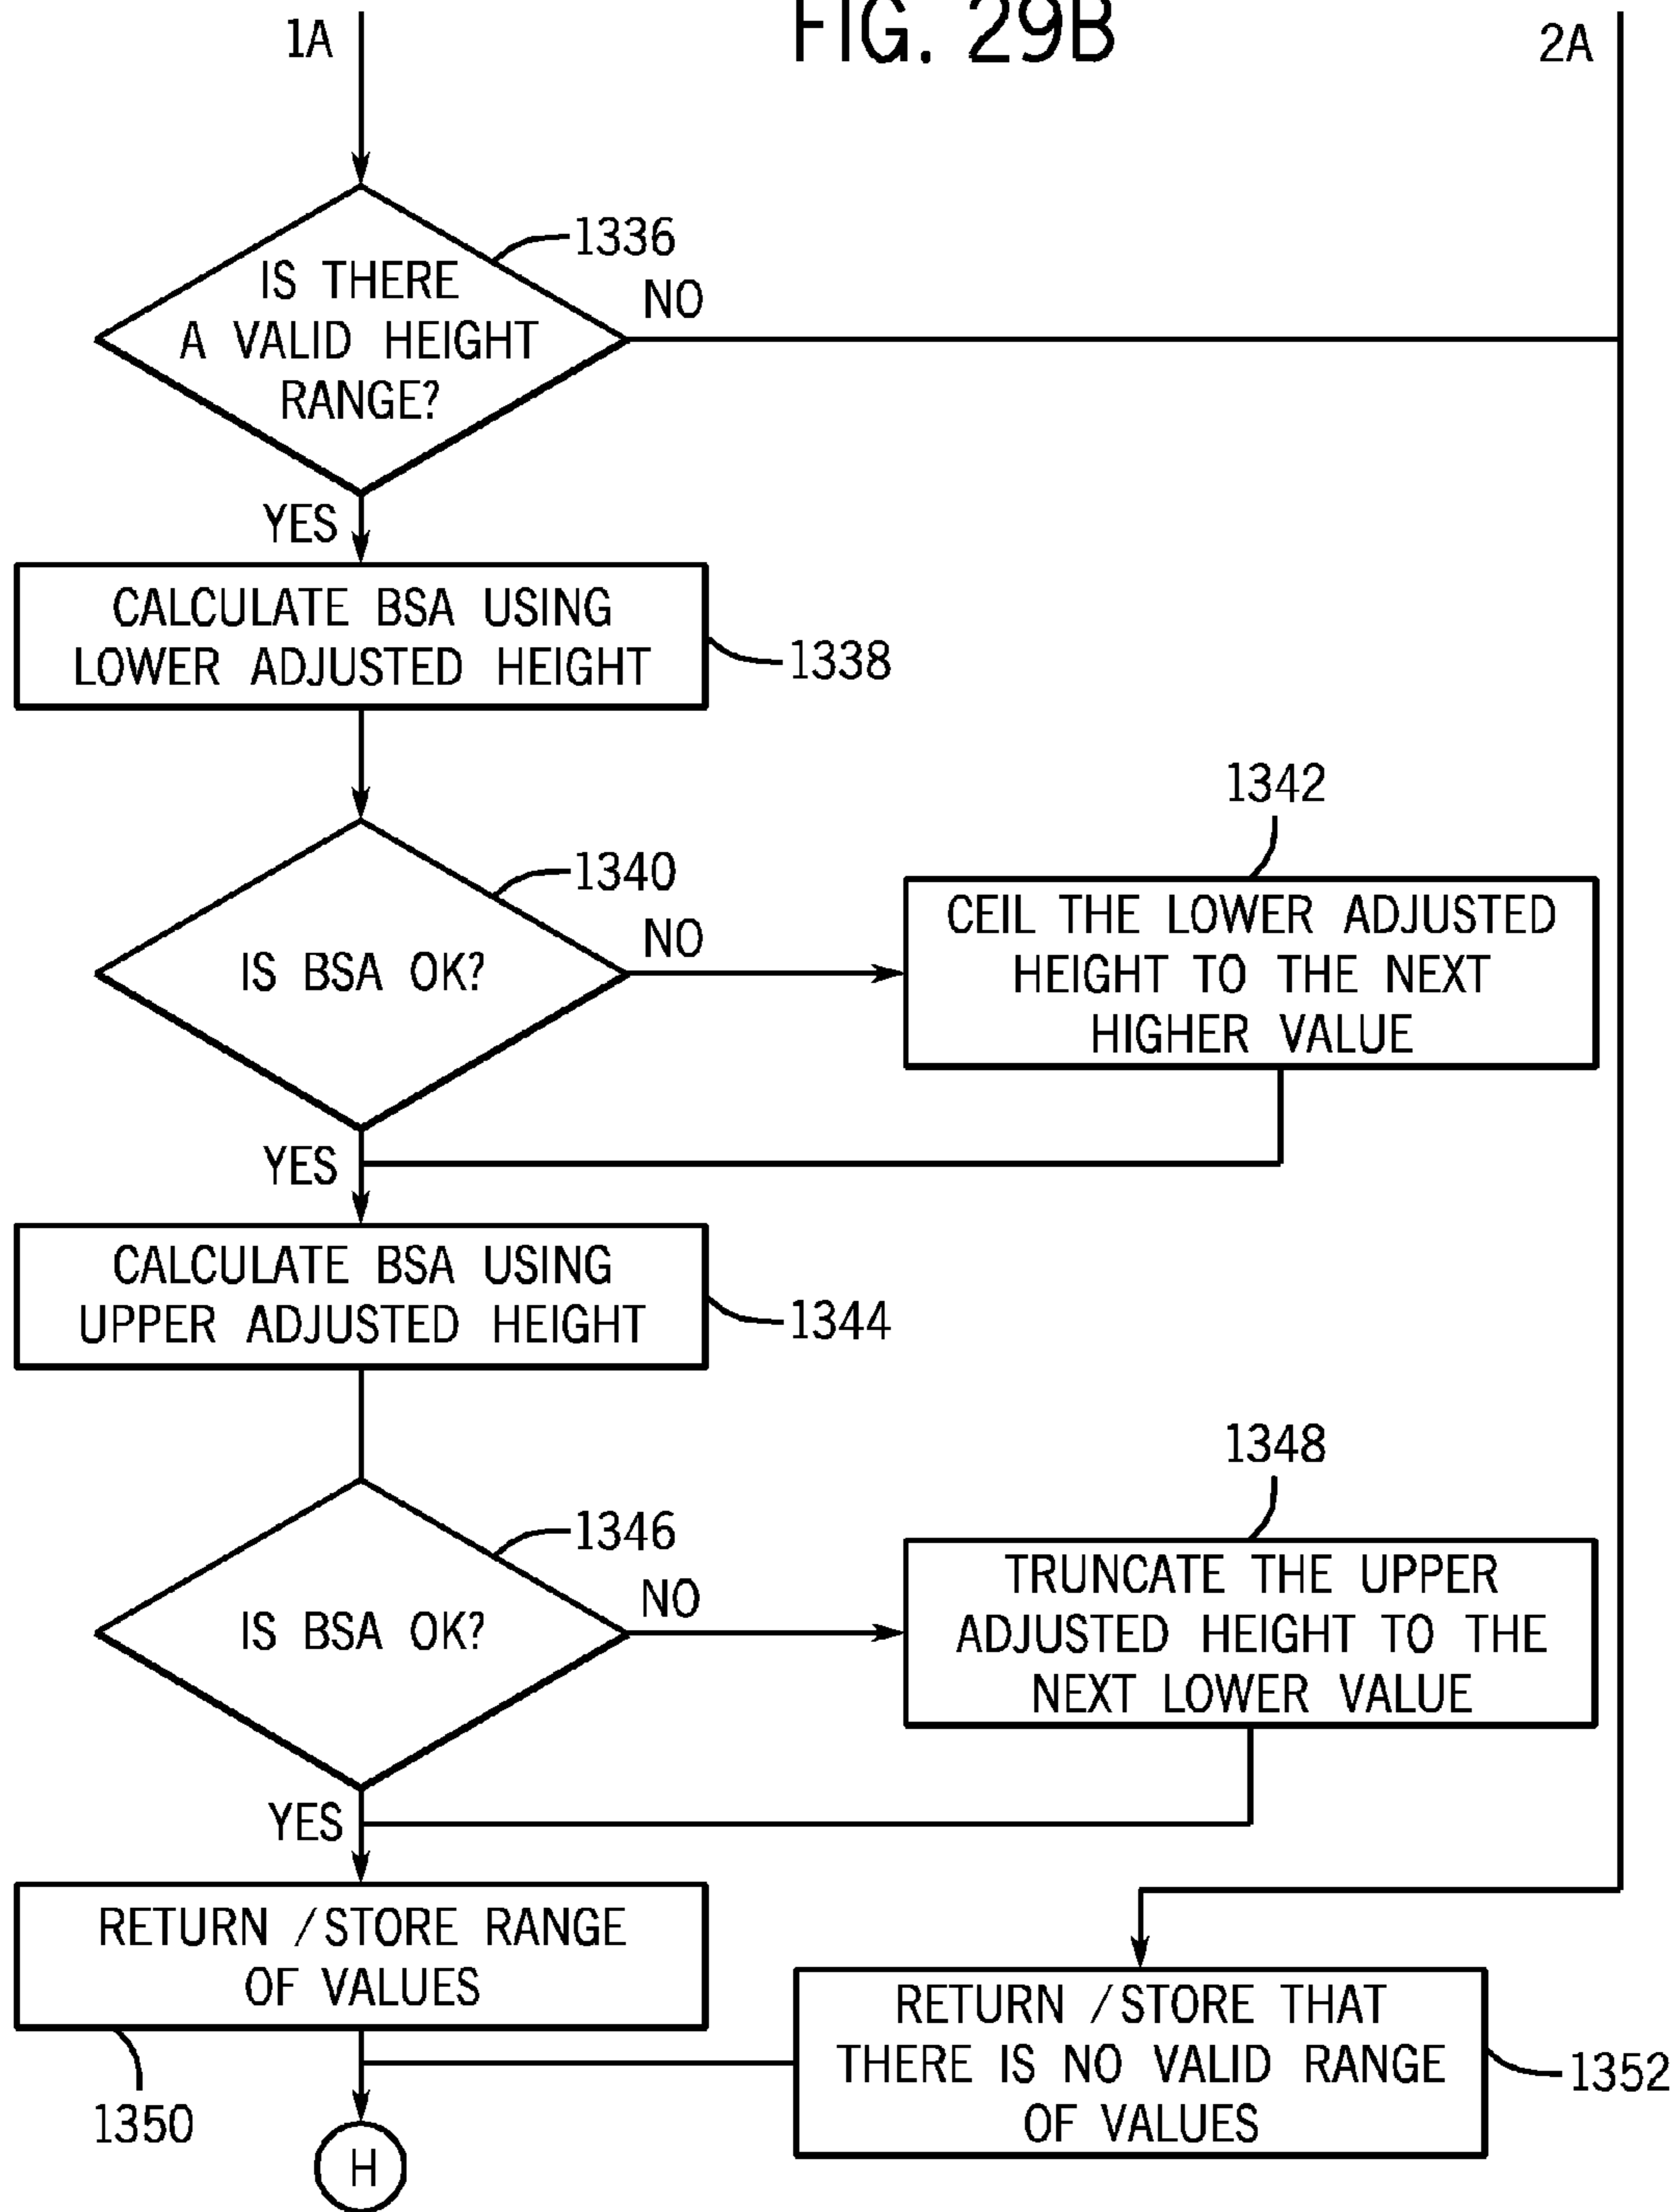 FIG. 29B
1A
2A
1336
IS THERE
A VALID HEIGHT
RANGE?
NO
YES
CALCULATE BSA USING
LOWER ADJUSTED HEIGHT
1338
1340
IS BSA OK?
NO
1342
CEIL THE LOWER ADJUSTED
HEIGHT TO THE NEXT
HIGHER VALUE
YES
CALCULATE BSA USING
UPPER ADJUSTED HEIGHT
1344
1346
IS BSA OK?
NO
1348
TRUNCATE THE UPPER
ADJUSTED HEIGHT TO THE
NEXT LOWER VALUE
YES
RETURN /STORE RANGE
OF VALUES
1350
RETURN /STORE THAT
THERE IS NO VALID RANGE
OF VALUES
1352
H